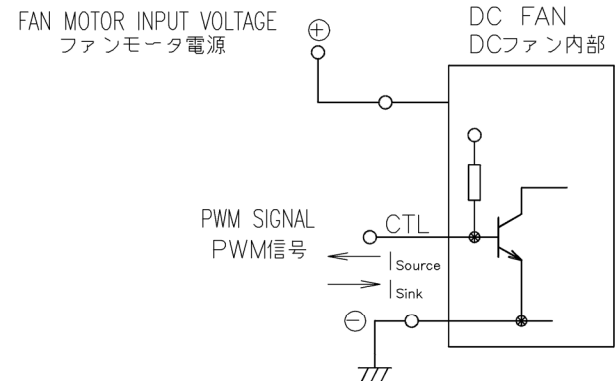 FAN MOTOR INPUT VOLTAGE
ファンモータ電源
+
DC FAN
DCファン内部
PWM SIGNAL
PWM信号
CTL
I Source
I Sink
−